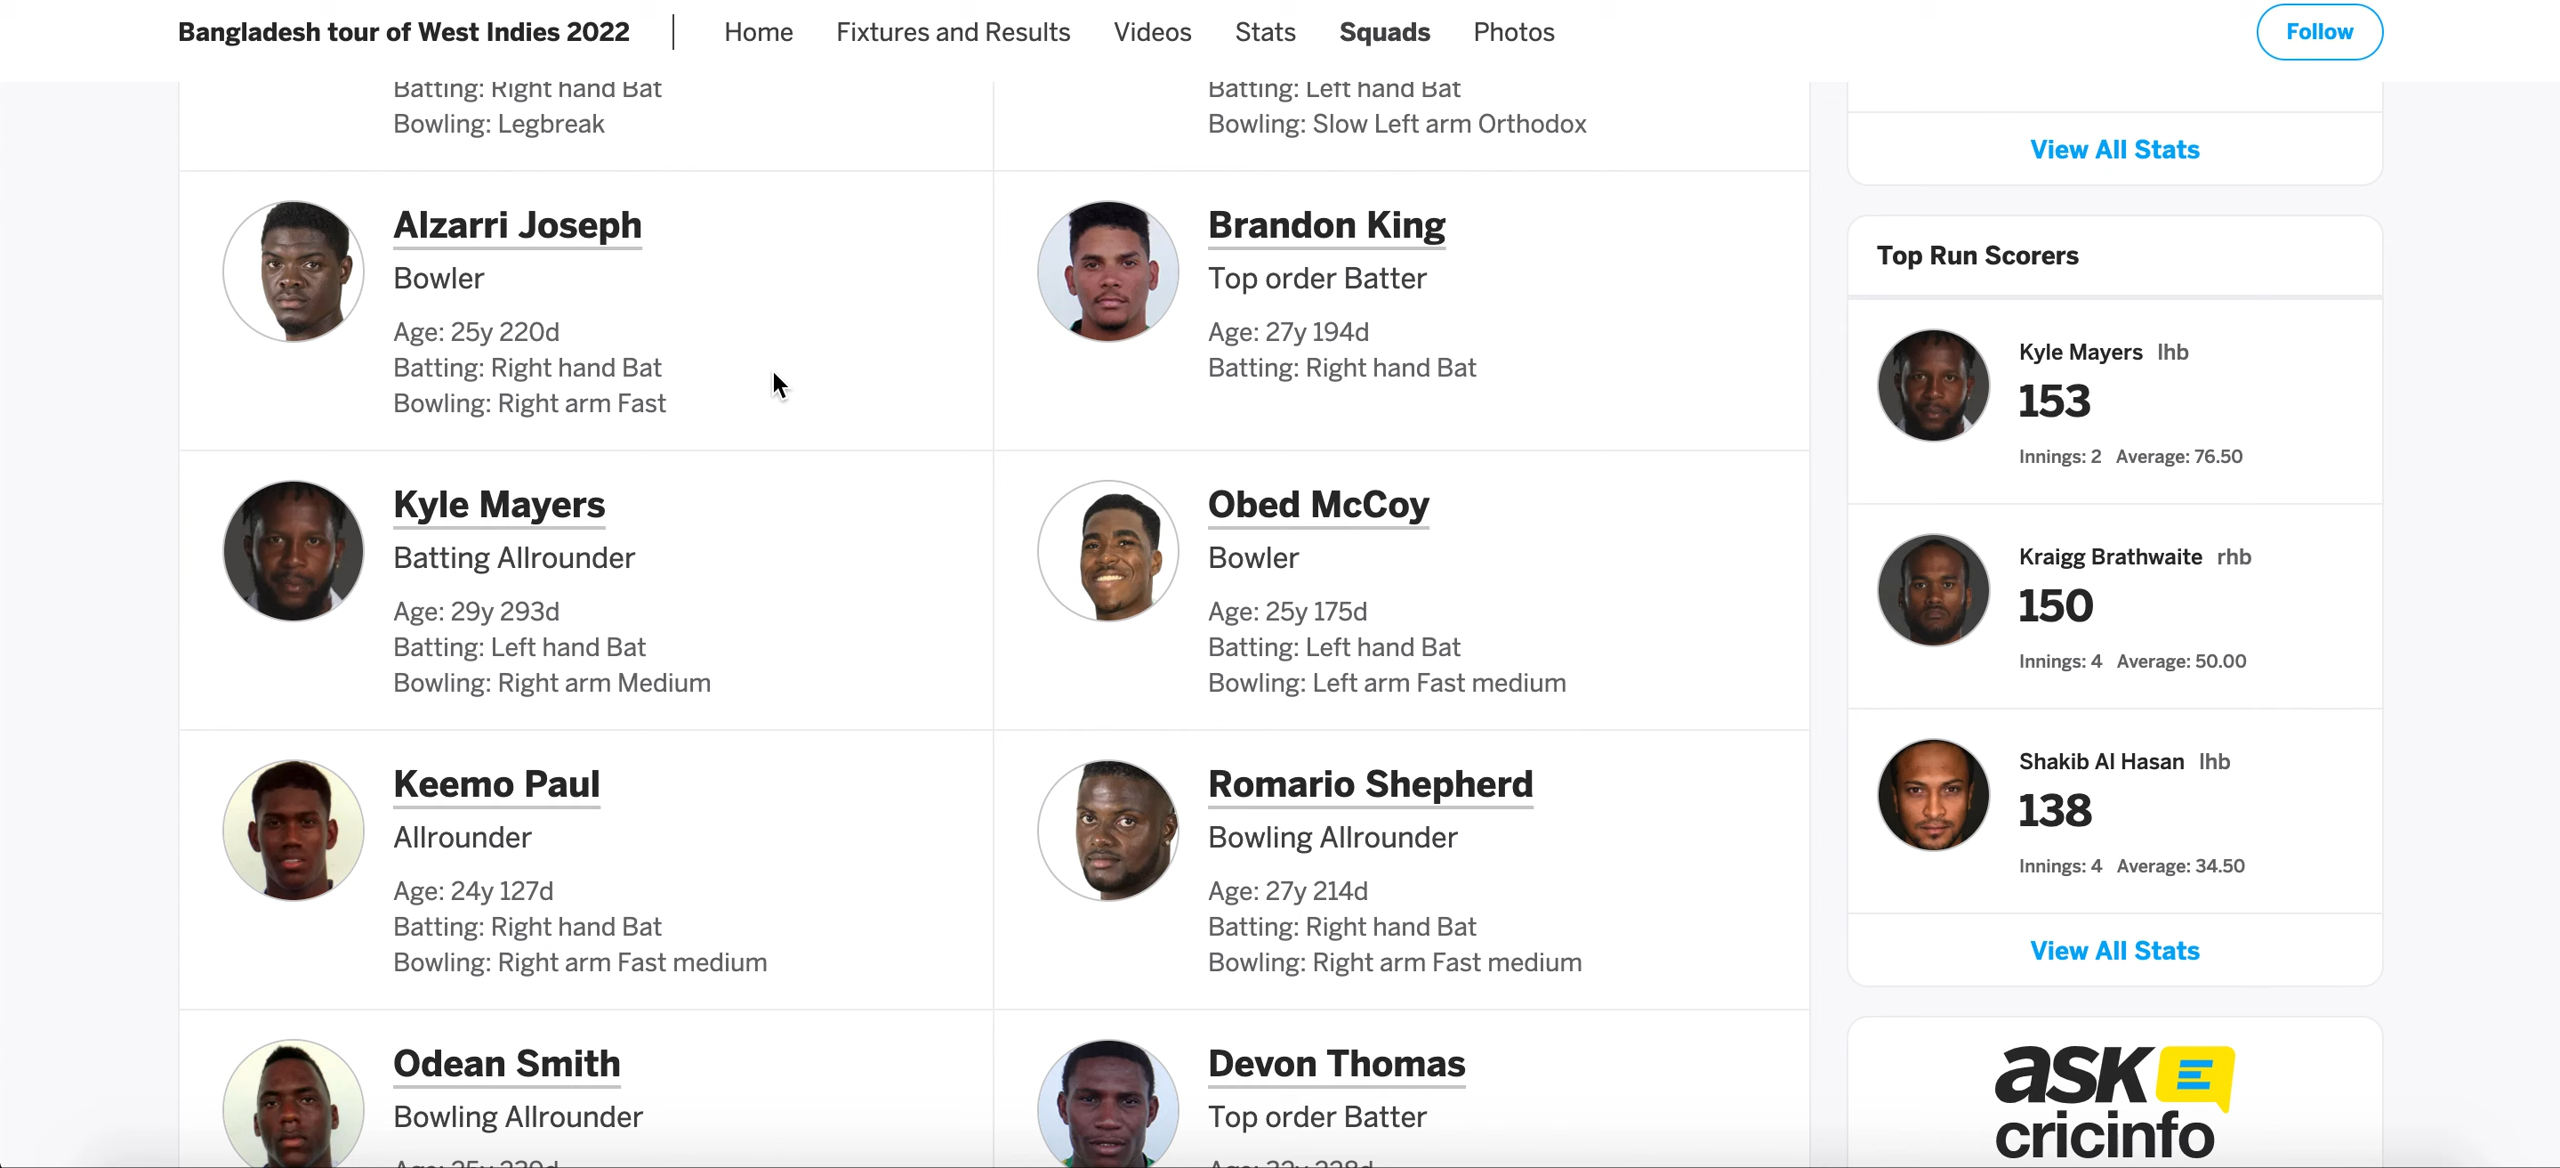 Bangladesh tour of West Indies 2022
Home
Fixtures and Results
Videos
Stats
Squads
Photos
Follow
Batting: Right hand Bat
Bowling: Legbreak
Batting: Left hand Bat
Bowling: Slow Left arm Orthodox
Alzarri Joseph
Bowler
Age: 25y 220d
Batting: Right hand Bat
Bowling: Right arm Fast
Brandon King
Top order Batter
Age: 27y 194d
Batting: Right hand Bat
Kyle Mayers
Batting Allrounder
Age: 29y 293d
Batting: Left hand Bat
Bowling: Right arm Medium
Obed McCoy
Bowler
Age: 25y 175d
Batting: Left hand Bat
Bowling: Left arm Fast medium
Keemo Paul
Allrounder
Age: 24y 127d
Batting: Right hand Bat
Bowling: Right arm Fast medium
Romario Shepherd
Bowling Allrounder
Age: 27y 214d
Batting: Right hand Bat
Bowling: Right arm Fast medium
Odean Smith
Bowling Allrounder
Devon Thomas
Top order Batter
View All Stats
Top Run Scorers
Kyle Mayers lhb
153
Innings: 2 Average: 76.50
Kraigg Brathwaite rhb
150
Innings: 4 Average: 50.00
Shakib Al Hasan lhb
138
Innings: 4 Average: 34.50
View All Stats
ask
cricinfo